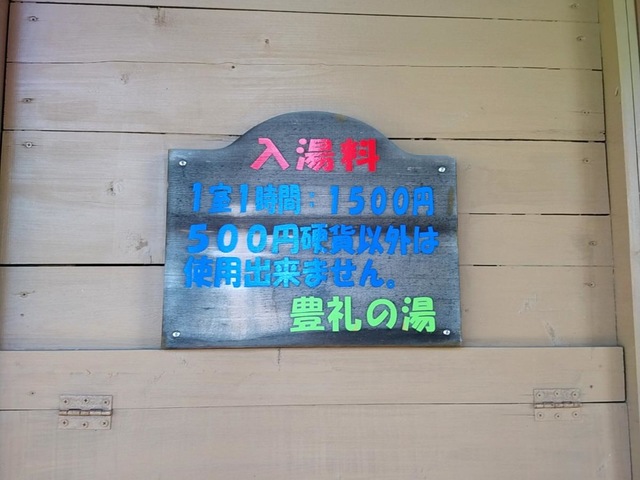 入湯料
1室1時間：1500円
５００円硬貨以外は
使用出来ません。
豊礼の湯